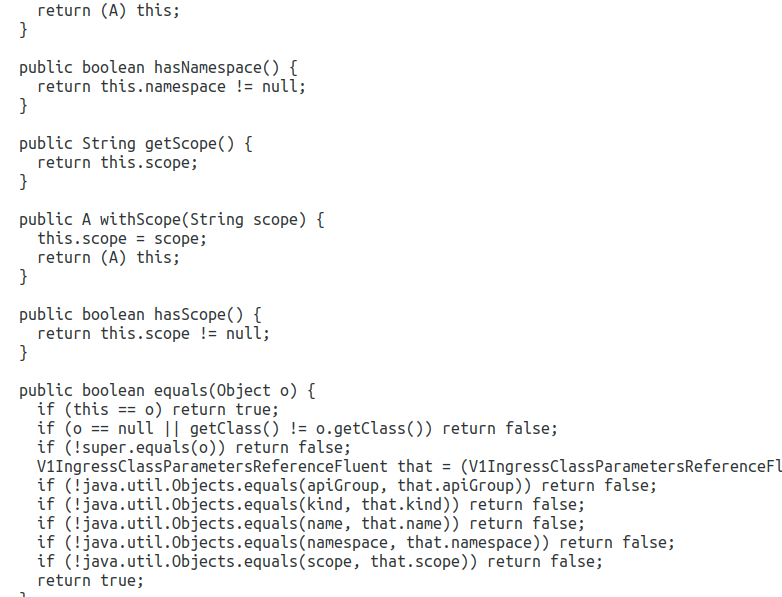 return (A) this;
}
public boolean hasNamespace() {
return this.namespace != null;
}
public String getScope() {
return this.scope;
}
public A withScope(String scope) {
this.scope = scope;
return (A) this;
}
public boolean hasScope() {
return this.scope != null;
}
public boolean equals(Object o) {
if (this == o) return true;
if (o == null || getClass() != o.getClass()) return false;
if (!super.equals(o)) return false;
V1IngressClassParametersReferenceFluent that = (V1IngressClassParametersReferenceFl
if (!java.util.Objects.equals(apiGroup, that.apiGroup)) return false;
if (!java.util.Objects.equals(kind, that.kind)) return false;
if (!java.util.Objects.equals(name, that.name)) return false;
if (!java.util.Objects.equals(namespace, that.namespace)) return false;
if (!java.util.Objects.equals(scope, that.scope)) return false;
return true;
}